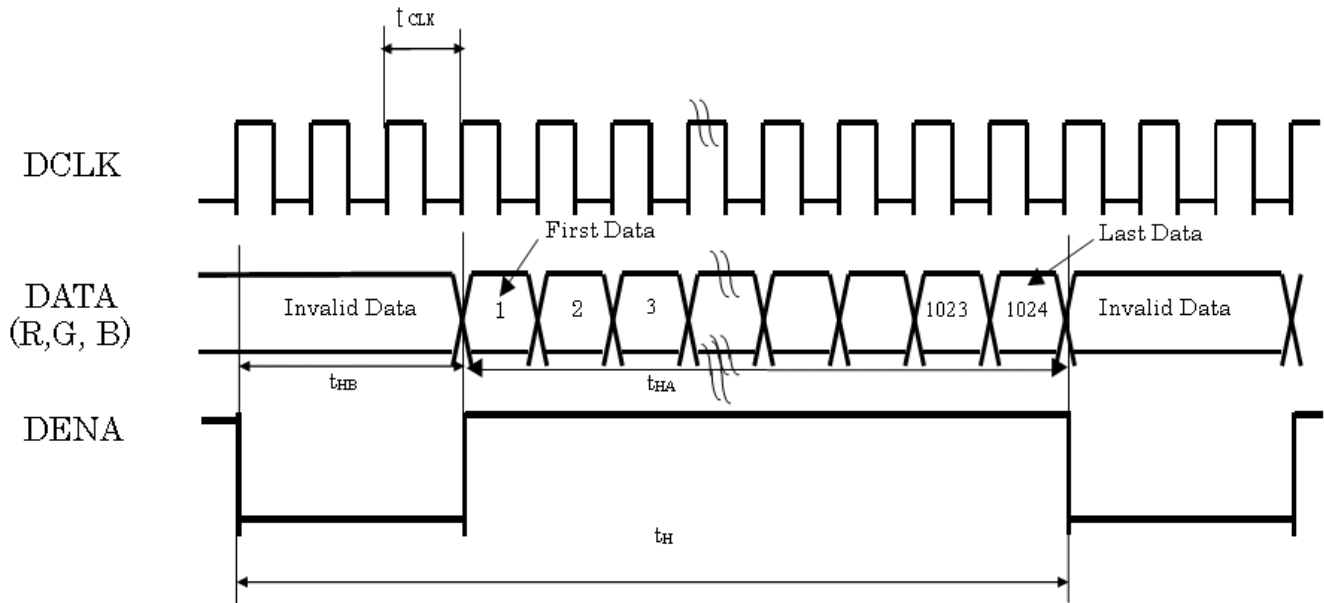 tCLK
DCLK
First Data
Last Data
DATA
(R,G, B)
Invalid Data
1
2
3
1023
1024
Invalid Data
tHB
tHA
DENA
tH